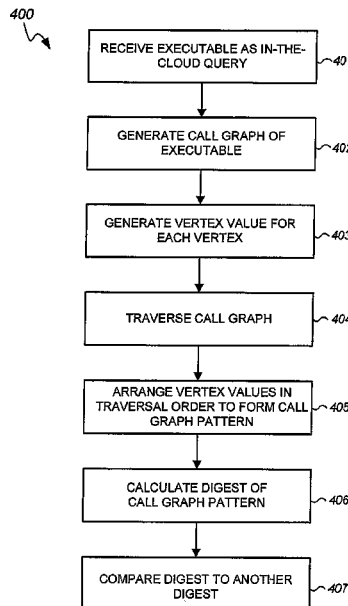 400
RECEIVE EXECUTABLE AS IN-THE-
CLOUD QUERY
40
GENERATE CALL GRAPH OF
EXECUTABLE
402
GENERATE VERTEX VALUE FOR
EACH VERTEX
403
TRAVERSE CALL GRAPH
404
ARRANGE VERTEX VALUES IN
TRAVERSAL ORDER TO FORM CALL
GRAPH PATTERN
405
CALCULATE DIGEST OF
CALL GRAPH PATTERN
406
COMPARE DIGEST TO ANOTHER
DIGEST
407